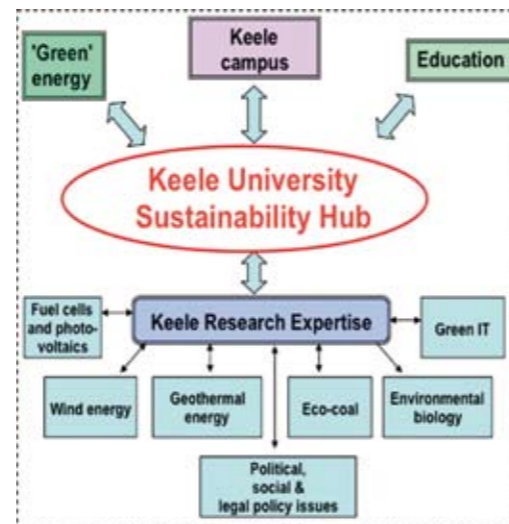 'Green'
energy
Keele
campus
Education
Keele University
Sustainability Hub
Fuel cells
and photo-
voltaics
Keele Research Expertise
Green IT
Wind energy
Geothermal
energy
Eco-coal
Environmental
biology
Political,
social &
legal policy issues